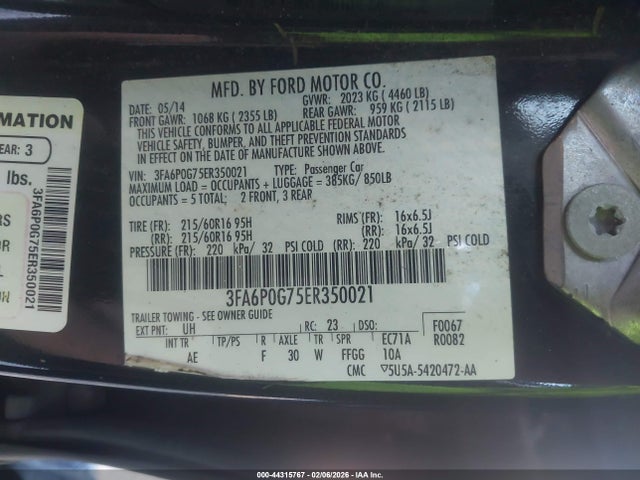 MFD. BY FORD MOTOR CO.
DATE: 05/14 GVWR: 2023 KG ( 4460 LB)
FRONT GAWR: 1068 KG ( 2355 LB) REAR GAWR: 959 KG ( 2115 LB)
THIS VEHICLE CONFORMS TO ALL APPLICABLE FEDERAL MOTOR
VEHICLE SAFETY, BUMPER, AND THEFT PREVENTION STANDARDS
IN EFFECT ON THE DATE OF MANUFACTURE SHOWN ABOVE.
VIN: 3FA6P0G75ER350021 TYPE: Passenger Car
MAXIMUM LOAD = OCCUPANTS + LUGGAGE = 385KG/ 850LB
OCCUPANTS = 5 TOTAL; 2 FRONT, 3 REAR
TIRE (FR): 215/60R16 95H RIMS (FR): 16x6.5J
(RR): 215/60R16 95H (RR): 16x6.5J
PRESSURE (FR): 220 kPa/ 32 PSI COLD (RR): 220 kPa/ 32 PSI COLD
3FA6P0G75ER350021
TRAILER TOWING - SEE OWNER GUIDE
EXT PNT: UH RC: 23 DSO: F0067
INT TR TP/PS R AXLE TR SPR EC71A R0082
AE F 30 W FFGG 10A
CMC 5U5A-5420472-AA
RMATION
EAR: 3
lbs.
3FA6P0G75ER350021
000-44315767 - 02/06/2026 - IAAI, Inc.